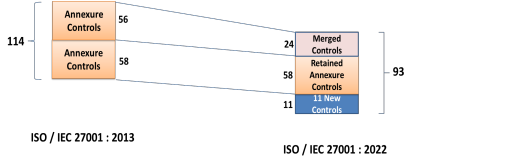 Annexure
Controls
56
114
Annexure
Controls
58
ISO / IEC 27001 : 2013
24
Merged
Controls
58
Retained
Annexure
Controls
93
11
11 New
Controls
ISO / IEC 27001 : 2022